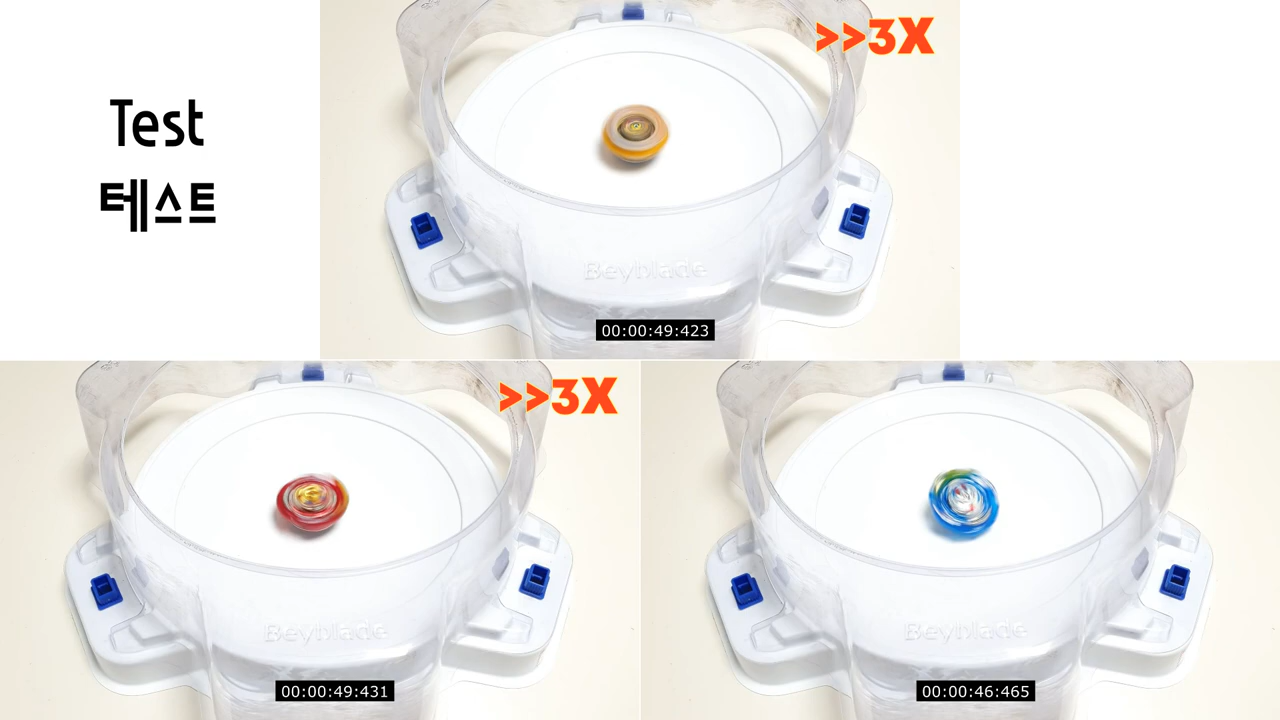 Test
테스트
>>3X
Beyblade
00:00:49:423
>>3X
Beyblade
00:00:49:431
Beyblade
00:00:46:465